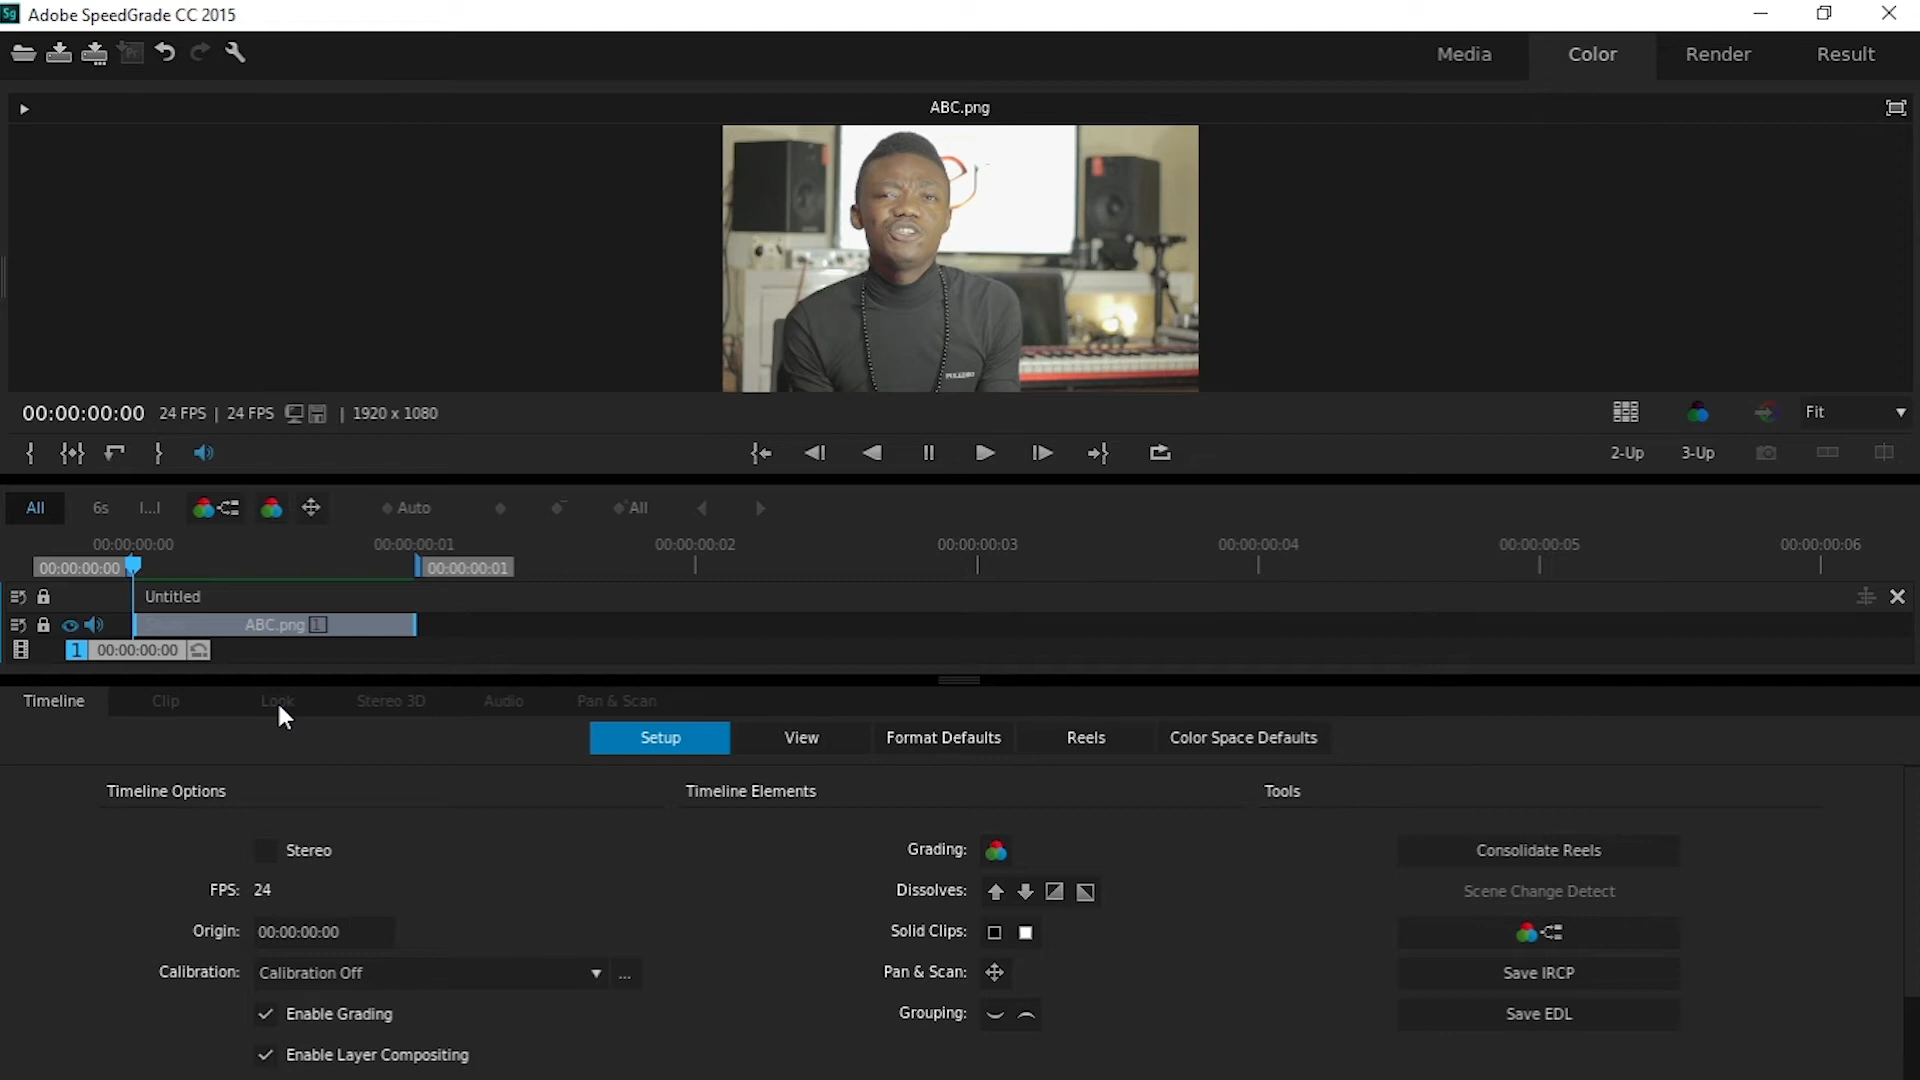 Sg Adobe SpeedGrade CC 2015
Pr
Media Color Render Result
ABC.png
00:00:00:00 24 FPS | 24 FPS | 1920 x 1080 Fit
2-Up 3-Up
All 6s I...I Auto All
00:00:00:00 00:00:00:01 00:00:00:02 00:00:00:03 00:00:00:04 00:00:00:05 00:00:00:06
00:00:00:00 00:00:00:01
Untitled
ABC.png 1
1 00:00:00:00
Timeline Clip Look Stereo 3D Audio Pan & Scan
Setup View Format Defaults Reels Color Space Defaults
Timeline Options Timeline Elements Tools
Stereo Grading: Consolidate Reels
FPS: 24 Dissolves: Scene Change Detect
Origin: 00:00:00:00 Solid Clips:
Calibration: Calibration Off ... Pan & Scan: Save IRCP
Enable Grading Grouping: Save EDL
Enable Layer Compositing